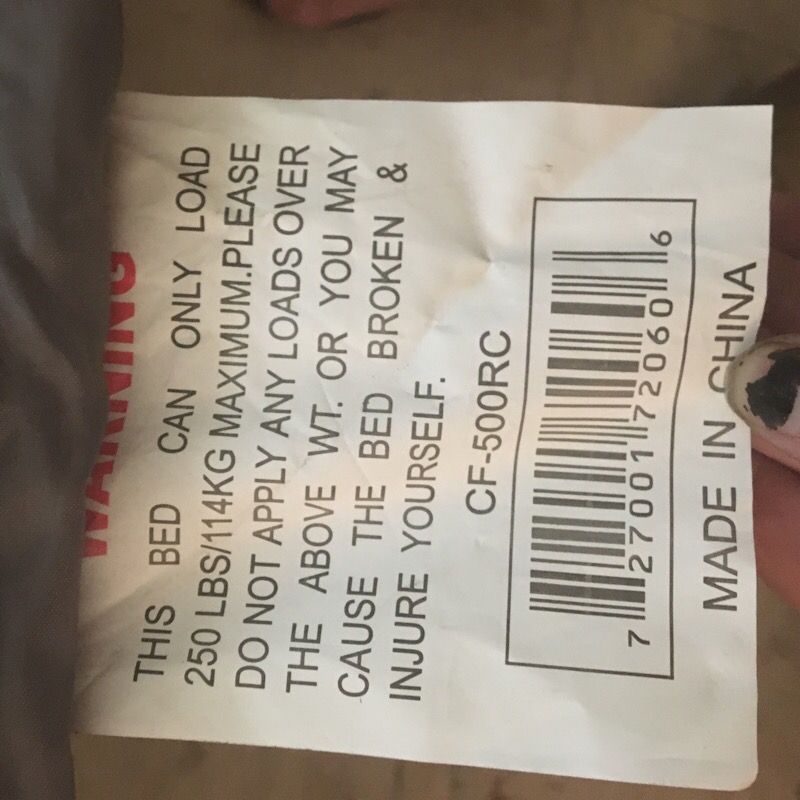 WARNING
THIS BED CAN ONLY LOAD
250 LBS/114KG MAXIMUM.PLEASE
DO NOT APPLY ANY LOADS OVER
THE ABOVE WT. OR YOU MAY
CAUSE THE BED BROKEN &
INJURE YOURSELF.
CF-500RC
7 27001 72060 6
MADE IN CHINA